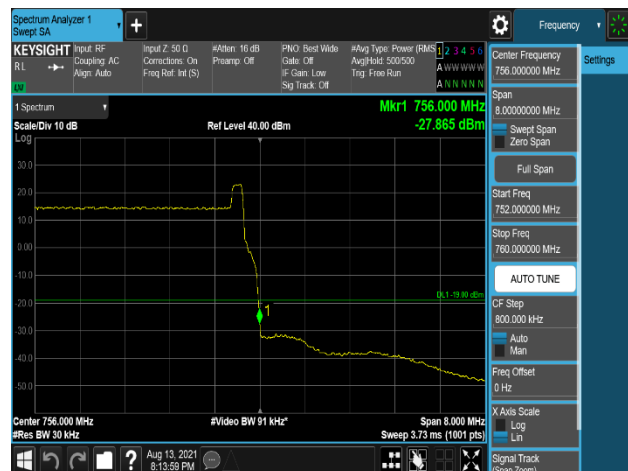 Spectrum Analyzer 1
Swept SA
Frequency
KEYSIGHT
Input: RF
Input Z: 50 Ω
#Atten: 16 dB
PNO: Best Wide
#Avg Type: Power (RMS
1 2 3 4 5 6
RL
Coupling: AC
Corrections: On
Preamp: Off
Gate: Off
Avg|Hold: 500/500
A W W W W W
Align: Auto
Freq Ref: Int (S)
IF Gain: Low
Trig: Free Run
Sig Track: Off
A N N N N N
Settings
Center Frequency
756.000000 MHz
Span
8.00000000 MHz
Swept Span
Zero Span
Full Span
Start Freq
752.000000 MHz
Stop Freq
760.000000 MHz
AUTO TUNE
CF Step
800.000 kHz
Auto
Man
Freq Offset
0 Hz
X Axis Scale
Log
Lin
Signal Track
(Span Zoom)
1 Spectrum
Mkr1 756.000 MHz
Scale/Div 10 dB
Ref Level 40.00 dBm
-27.865 dBm
Log
30.0
20.0
10.0
0.00
-10.0
-20.0
-30.0
-40.0
-50.0
DL1 -19.00 dBm
1
Center 756.000 MHz
#Video BW 91 kHz*
Span 8.000 MHz
#Res BW 30 kHz
Sweep 3.73 ms (1001 pts)
?
Aug 13, 2021
8:13:59 PM